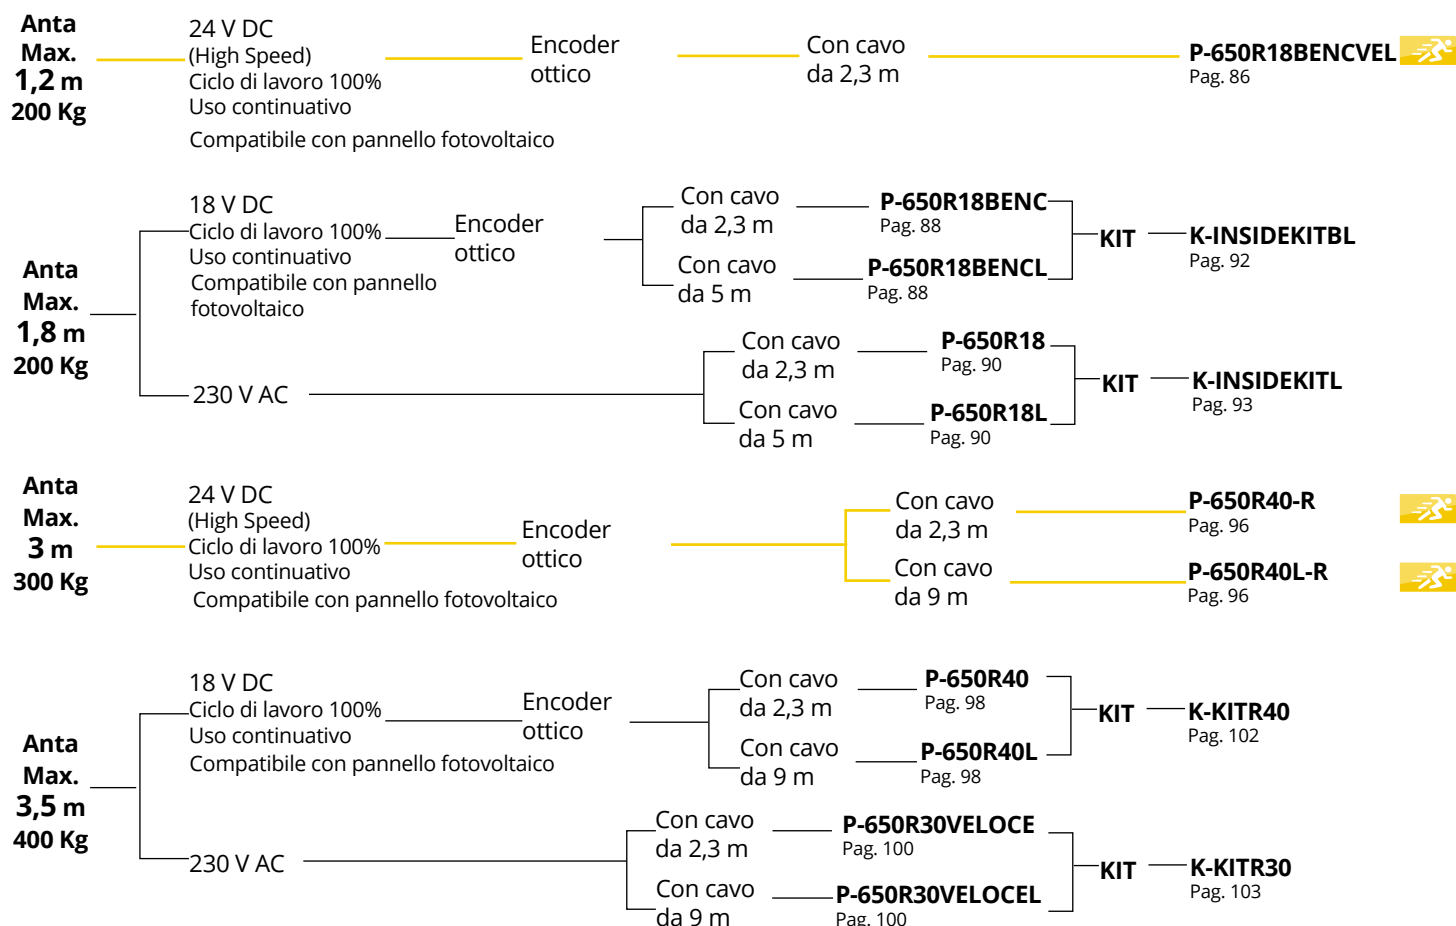 Anta
Max.
1,2 m
200 Kg
24 V DC
(High Speed)
Ciclo di lavoro 100%
Uso continuativo
Compatibile con pannello fotovoltaico
Encoder
ottico
Con cavo
da 2,3 m
P-650R18BENCVEL
Pag. 86
Anta
Max.
1,8 m
200 Kg
18 V DC
Ciclo di lavoro 100%
Uso continuativo
Compatibile con pannello
fotovoltaico
Encoder
ottico
Con cavo
da 2,3 m
P-650R18BENC
Pag. 88
Con cavo
da 5 m
P-650R18BENCL
Pag. 88
KIT
K-INSIDEKITBL
Pag. 92
230 V AC
Con cavo
da 2,3 m
P-650R18
Pag. 90
Con cavo
da 5 m
P-650R18L
Pag. 90
KIT
K-INSIDEKITL
Pag. 93
Anta
Max.
3 m
300 Kg
24 V DC
(High Speed)
Ciclo di lavoro 100%
Uso continuativo
Compatibile con pannello fotovoltaico
Encoder
ottico
Con cavo
da 2,3 m
P-650R40-R
Pag. 96
Con cavo
da 9 m
P-650R40L-R
Pag. 96
Anta
Max.
3,5 m
400 Kg
18 V DC
Ciclo di lavoro 100%
Uso continuativo
Compatibile con pannello fotovoltaico
Encoder
ottico
Con cavo
da 2,3 m
P-650R40
Pag. 98
Con cavo
da 9 m
P-650R40L
Pag. 98
KIT
K-KITR40
Pag. 102
230 V AC
Con cavo
da 2,3 m
P-650R30VELOCE
Pag. 100
Con cavo
da 9 m
P-650R30VELOCEL
Pag. 100
KIT
K-KITR30
Pag. 103